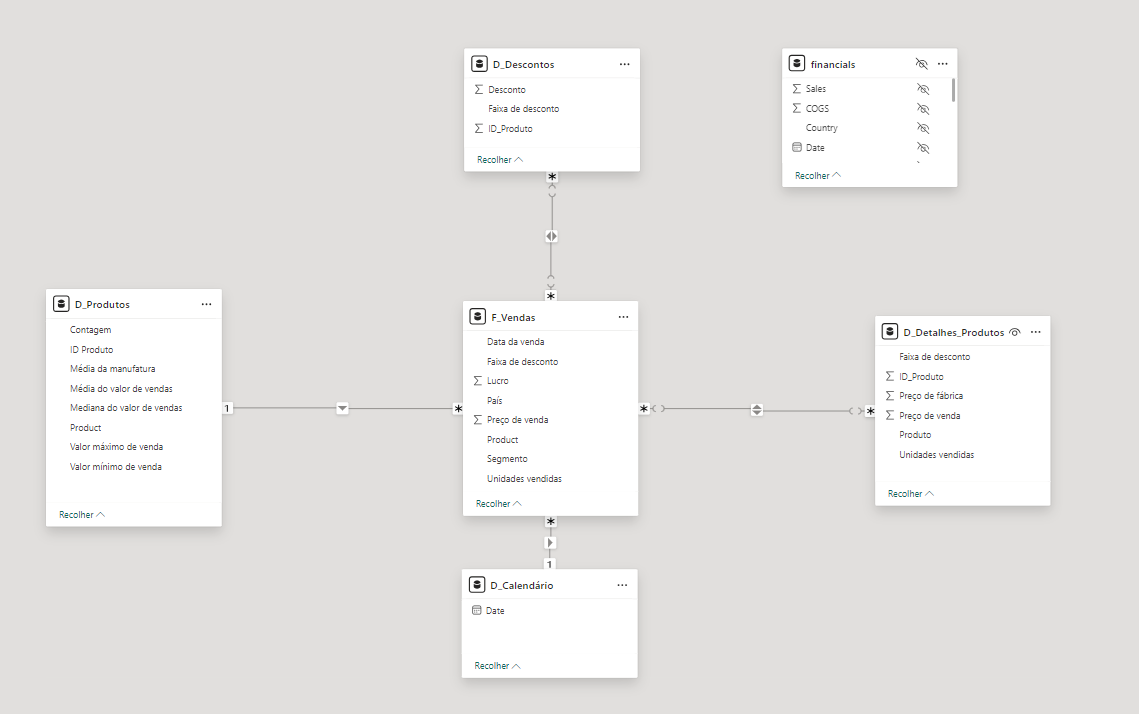 D_Descontos
Desconto
Faixa de desconto
ID_Produto
Recolher
financials
Sales
COGS
Country
Date
Recolher
*
*
D_Produtos
Contagem
ID Produto
Média da manufatura
Média do valor de vendas
Mediana do valor de vendas
Product
Valor máximo de venda
Valor mínimo de venda
Recolher
1
*
F_Vendas
Data da venda
Faixa de desconto
Lucro
País
Preço de venda
Product
Segmento
Unidades vendidas
Recolher
*
*
D_Detalhes_Produtos
Faixa de desconto
ID_Produto
Preço de fábrica
Preço de venda
Produto
Unidades vendidas
Recolher
*
1
D_Calendário
Date
Recolher